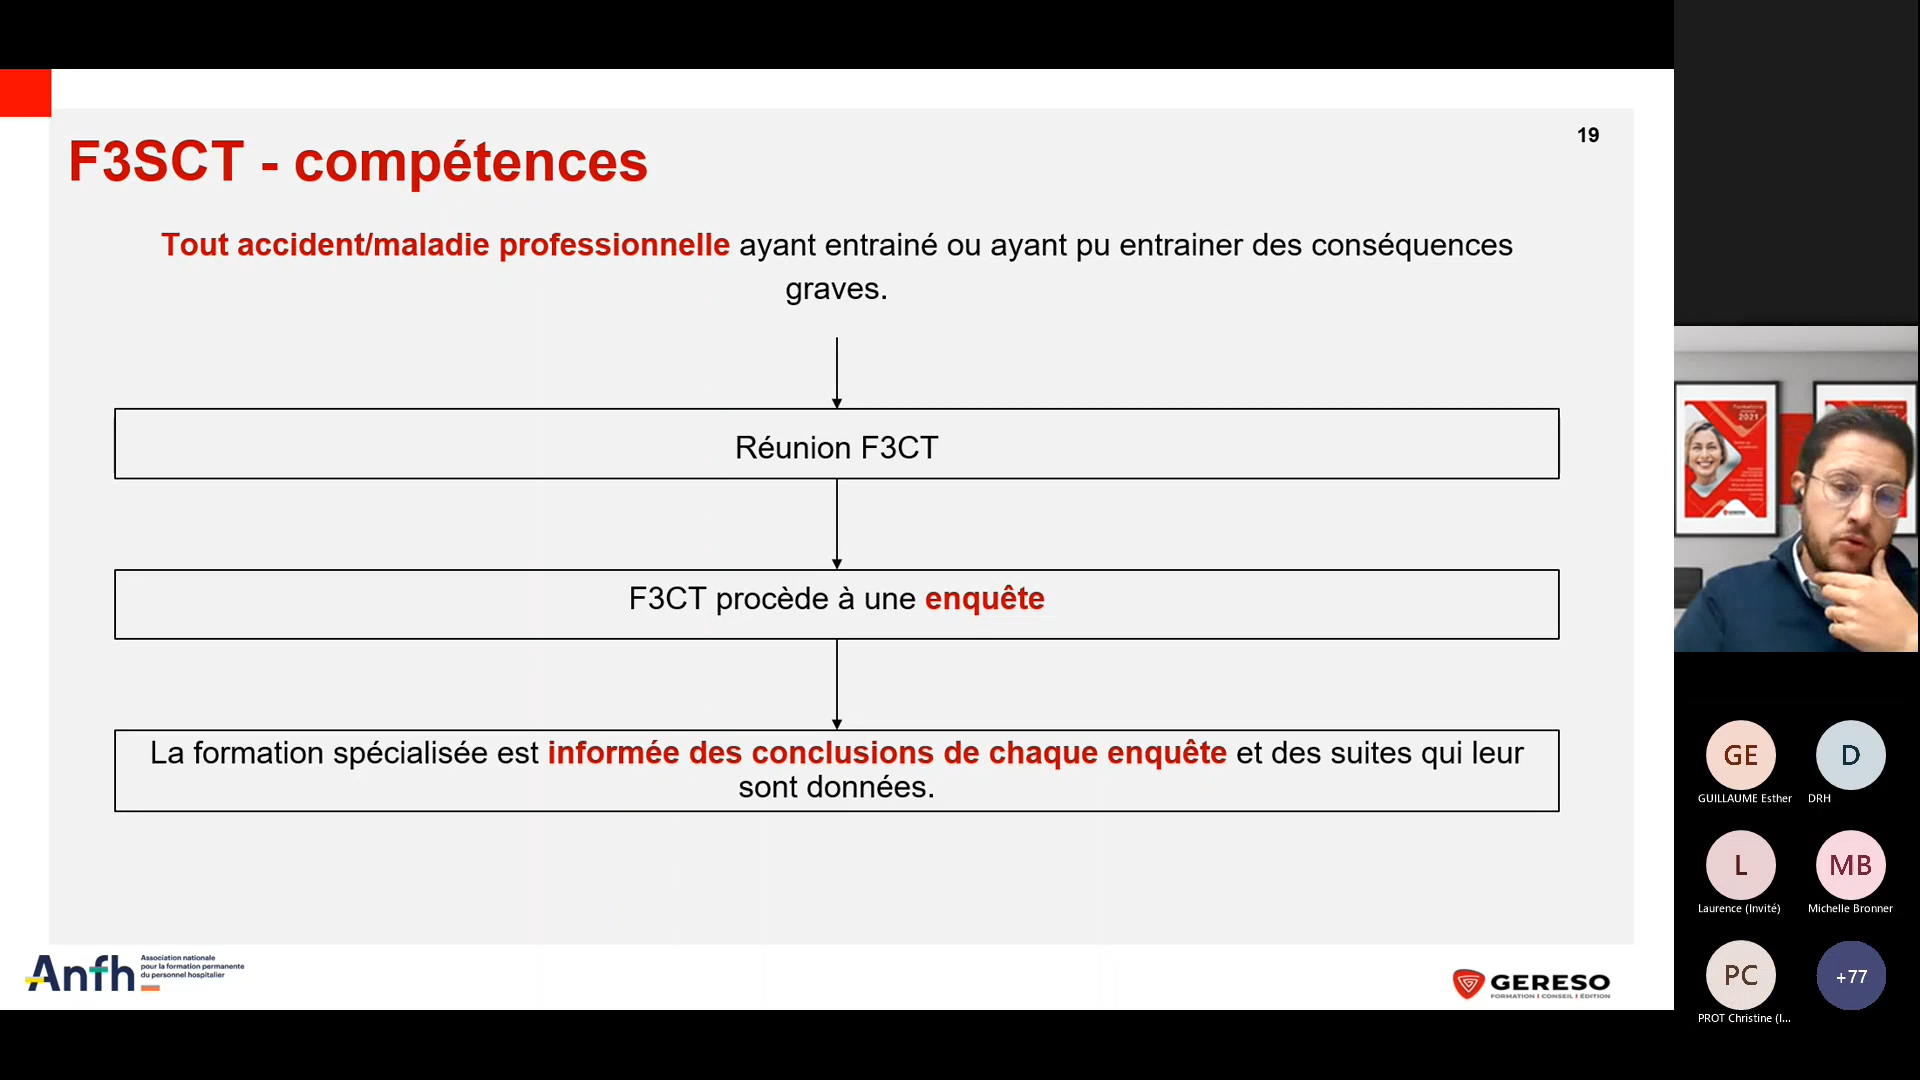 F3SCT - compétences
19
Tout accident/maladie professionnelle ayant entrainé ou ayant pu entrainer des conséquences
graves.
Réunion F3CT
F3CT procède à une enquête
La formation spécialisée est informée des conclusions de chaque enquête et des suites qui leur
sont données.
Anfh
Association nationale
pour la formation permanente
du personnel hospitalier
GERESO
FORMATION I CONSEIL I ÉDITION
Formations
2021
GE
GUILLAUME Esther
D
DRH
L
Laurence (Invité)
MB
Michelle Bronner
PC
PROT Christine (I...
+77